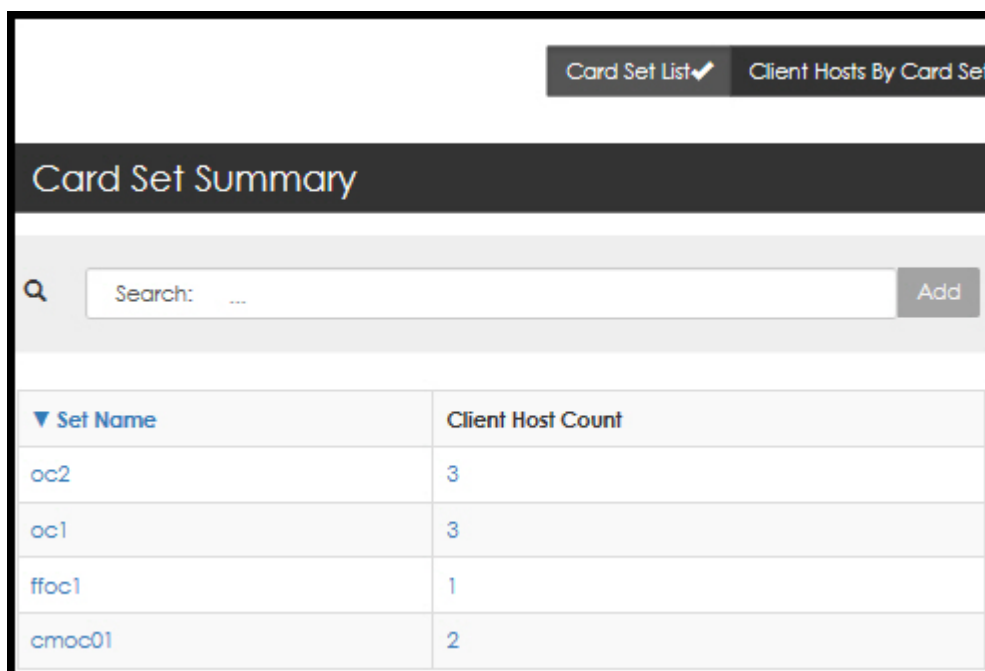 Card Set List✔ Client Hosts By Card Set
Card Set Summary
Search: ... Add
▼ Set Name Client Host Count
oc2 3
oc1 3
ffoc1 1
cmoc01 2